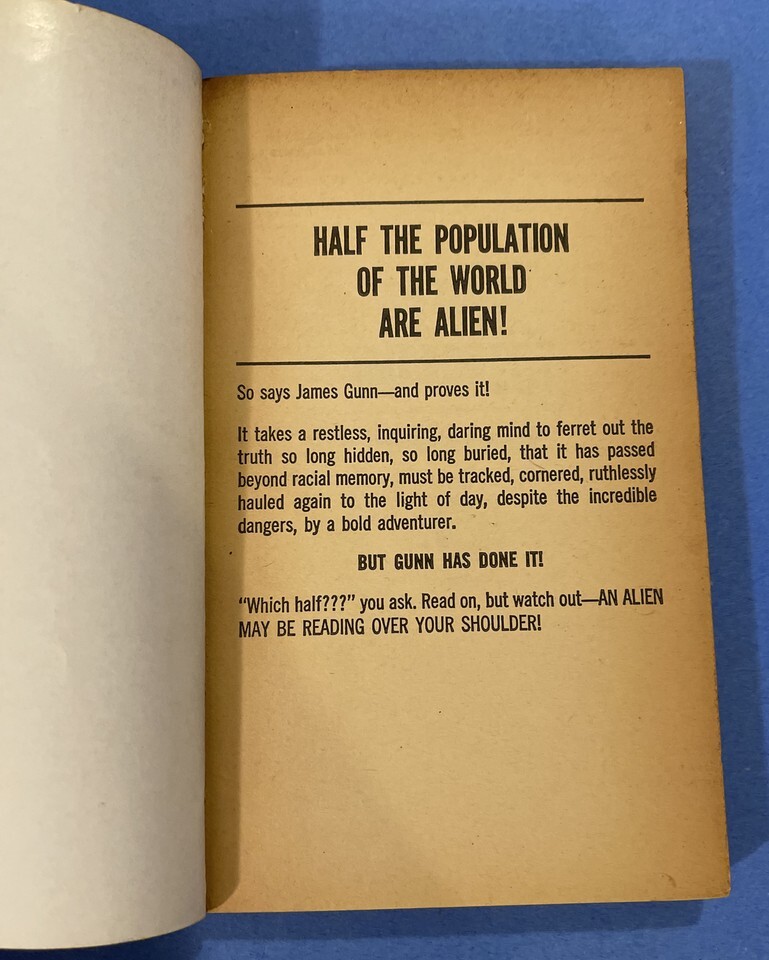 HALF THE POPULATION
OF THE WORLD
ARE ALIEN!
So says James Gunn—and proves it!
It takes a restless, inquiring, daring mind to ferret out the
truth so long hidden, so long buried, that it has passed
beyond racial memory, must be tracked, cornered, ruthlessly
hauled again to the light of day, despite the incredible
dangers, by a bold adventurer.
BUT GUNN HAS DONE IT!
"Which half???" you ask. Read on, but watch out—AN ALIEN
MAY BE READING OVER YOUR SHOULDER!